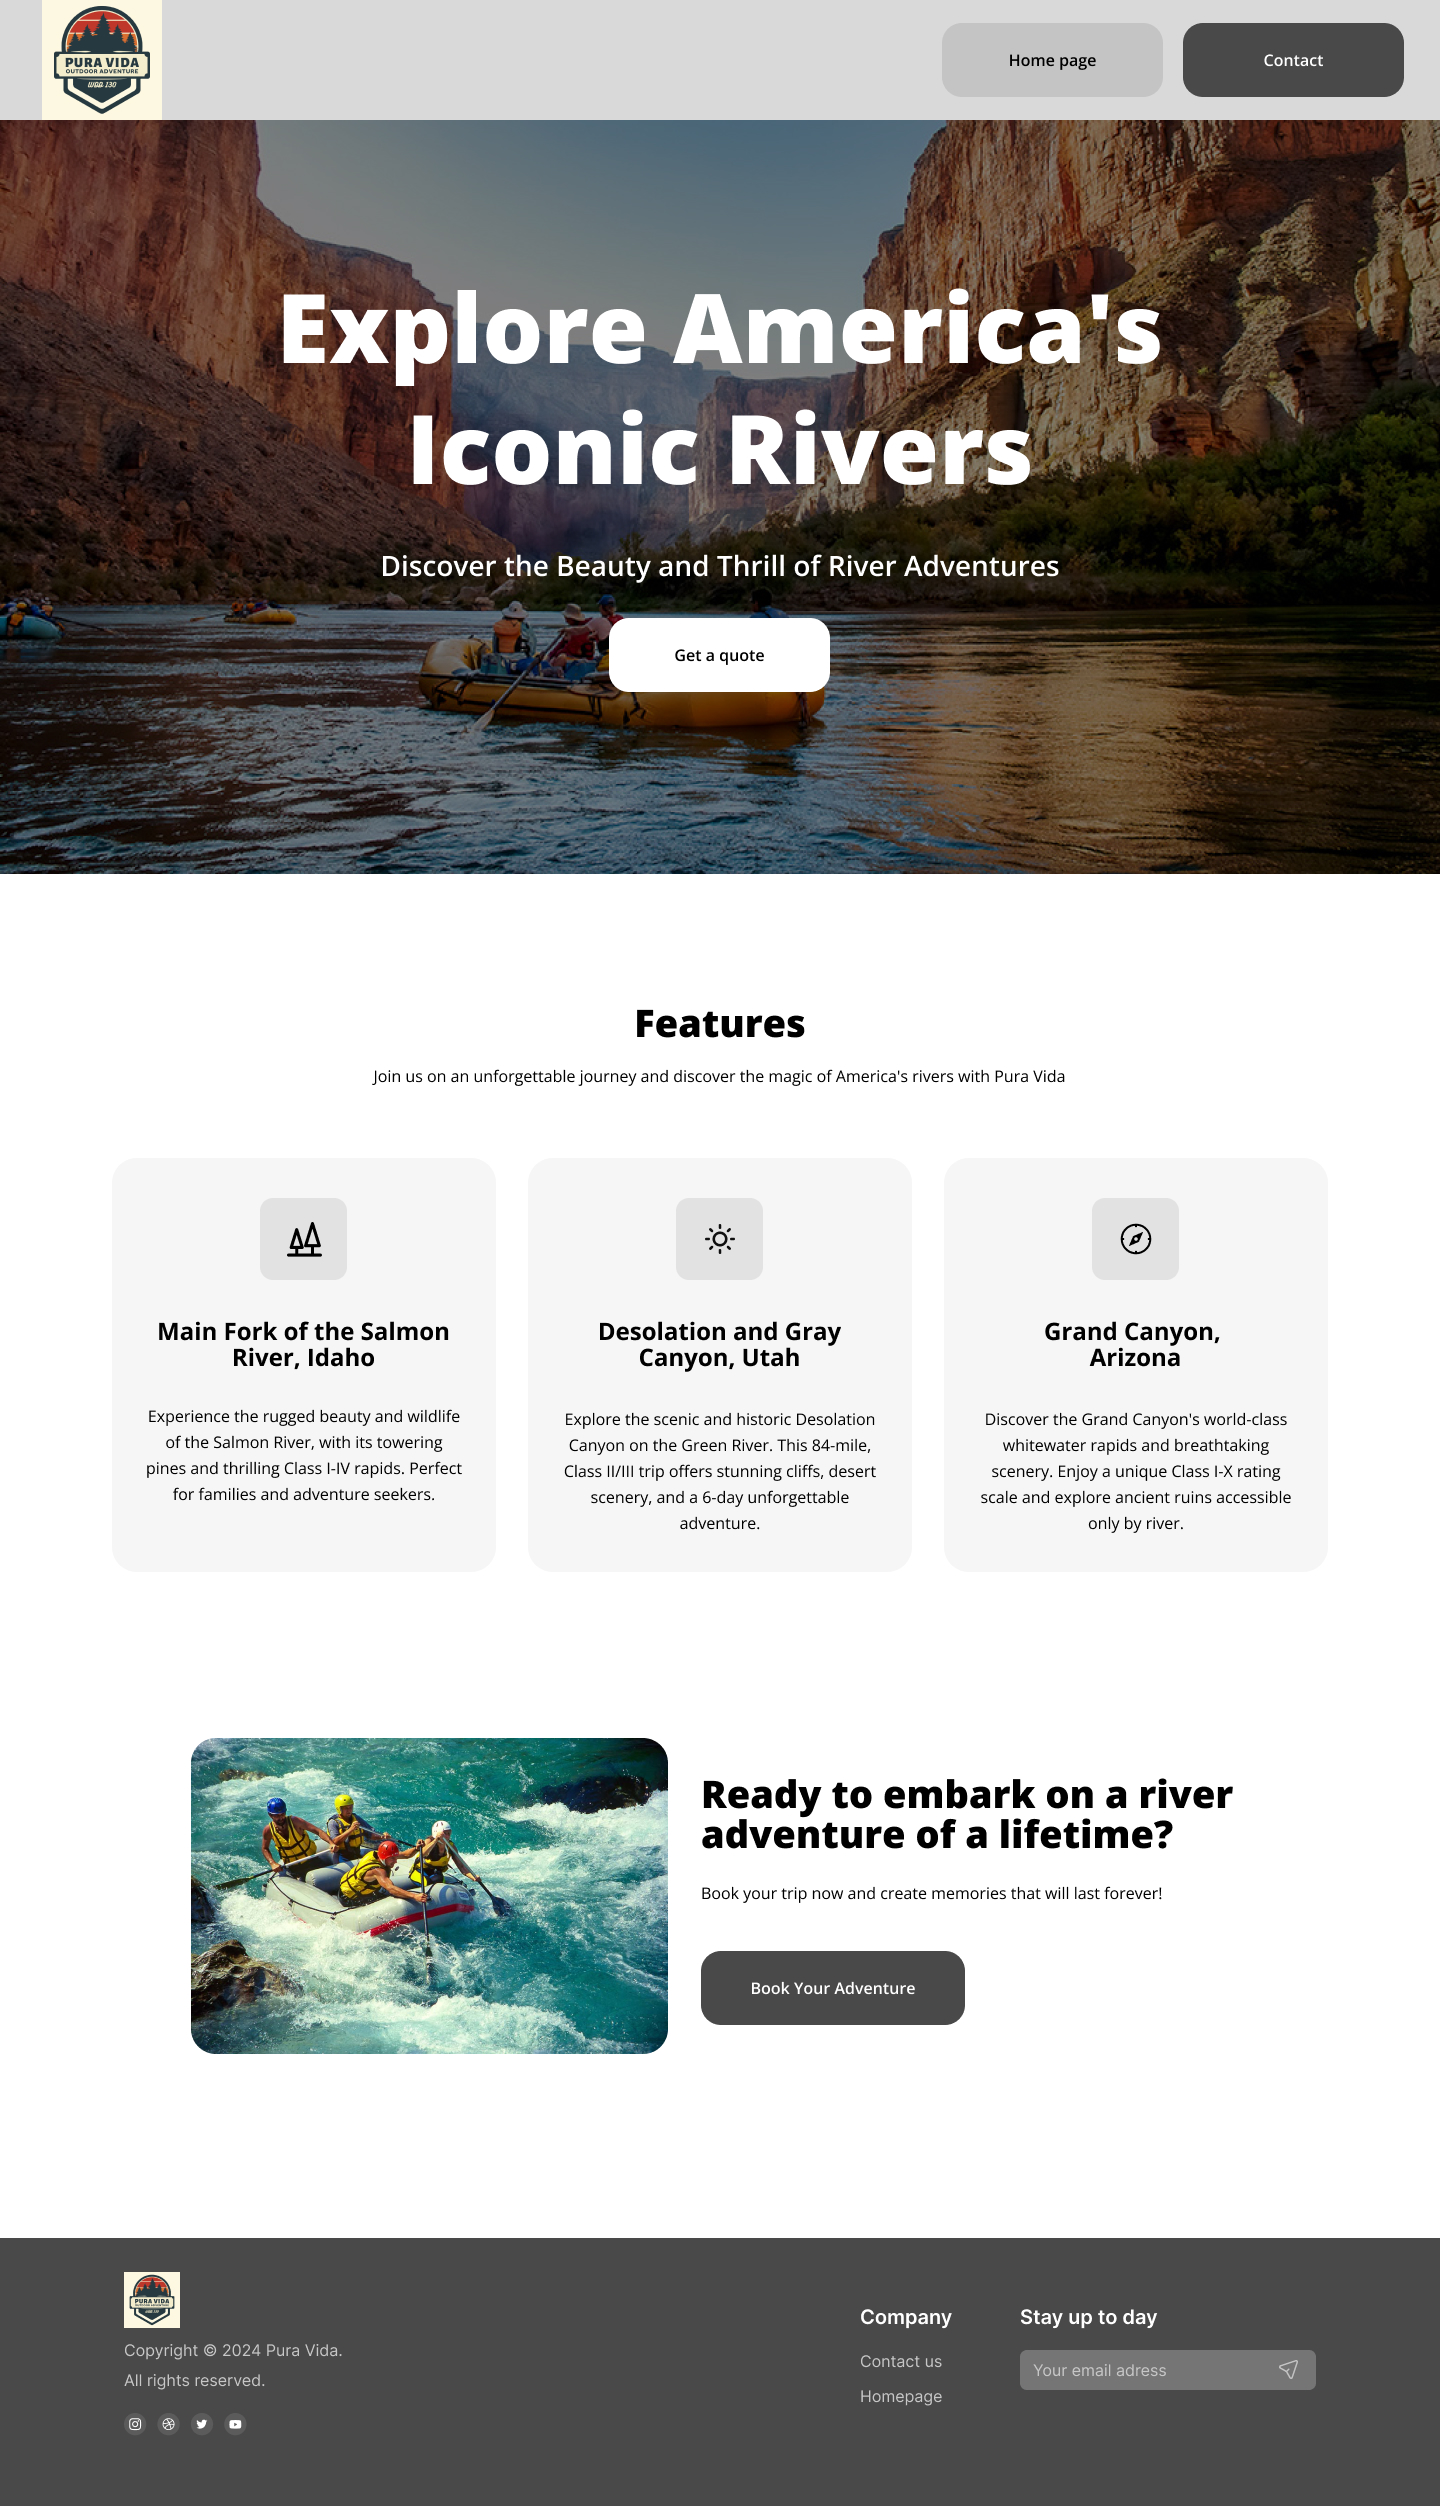 PURA VIDA
OUTDOOR ADVENTURE
WDD 130
Home page
Contact
Explore America's
Iconic Rivers
Discover the Beauty and Thrill of River Adventures
Get a quote
Features
Join us on an unforgettable journey and discover the magic of America's rivers with Pura Vida
Main Fork of the Salmon
River, Idaho
Experience the rugged beauty and wildlife
of the Salmon River, with its towering
pines and thrilling Class I-IV rapids. Perfect
for families and adventure seekers.
Desolation and Gray
Canyon, Utah
Explore the scenic and historic Desolation
Canyon on the Green River. This 84-mile,
Class II/III trip offers stunning cliffs, desert
scenery, and a 6-day unforgettable
adventure.
Grand Canyon,
Arizona
Discover the Grand Canyon's world-class
whitewater rapids and breathtaking
scenery. Enjoy a unique Class I-X rating
scale and explore ancient ruins accessible
only by river.
Ready to embark on a river
adventure of a lifetime?
Book your trip now and create memories that will last forever!
Book Your Adventure
PURA VIDA
OUTDOOR ADVENTURE
WDD 130
Copyright © 2024 Pura Vida.
All rights reserved.
Company
Contact us
Homepage
Stay up to day
Your email adress